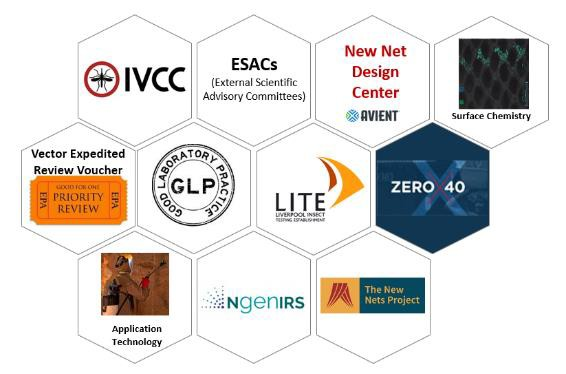 IVCC
ESACs
(External Scientific
Advisory Committees)
New Net
Design
Center
AVIENT
Surface Chemistry
Vector Expedited
Review Voucher
EPA
GOOD FOR ONE
PRIORITY
REVIEW
EPA
GOOD LABORATORY PRACTICE
GLP
LITE
LIVERPOOL INSECT
TESTING ESTABLISHMENT
ZERO X 40
Application
Technology
NgenIRS
The New
Nets Project